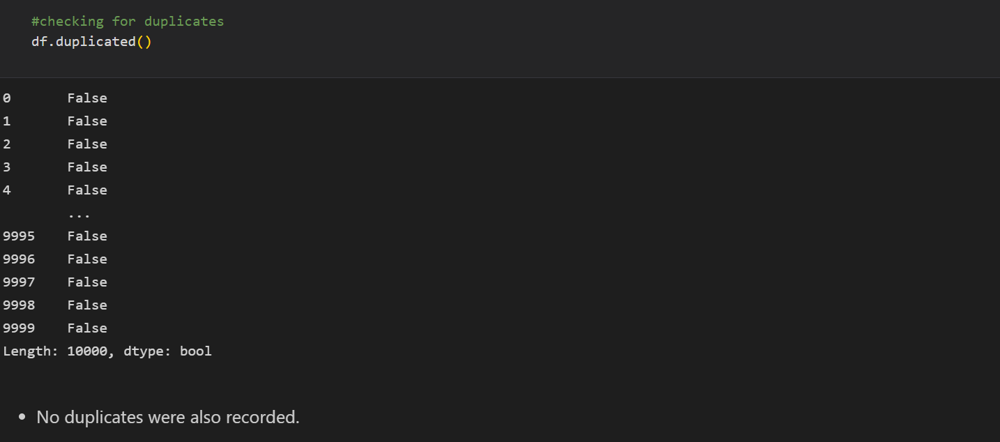 #checking for duplicates
df.duplicated()
0       False
1       False
2       False
3       False
4       False
        ...
9995    False
9996    False
9997    False
9998    False
9999    False
Length: 10000, dtype: bool
• No duplicates were also recorded.